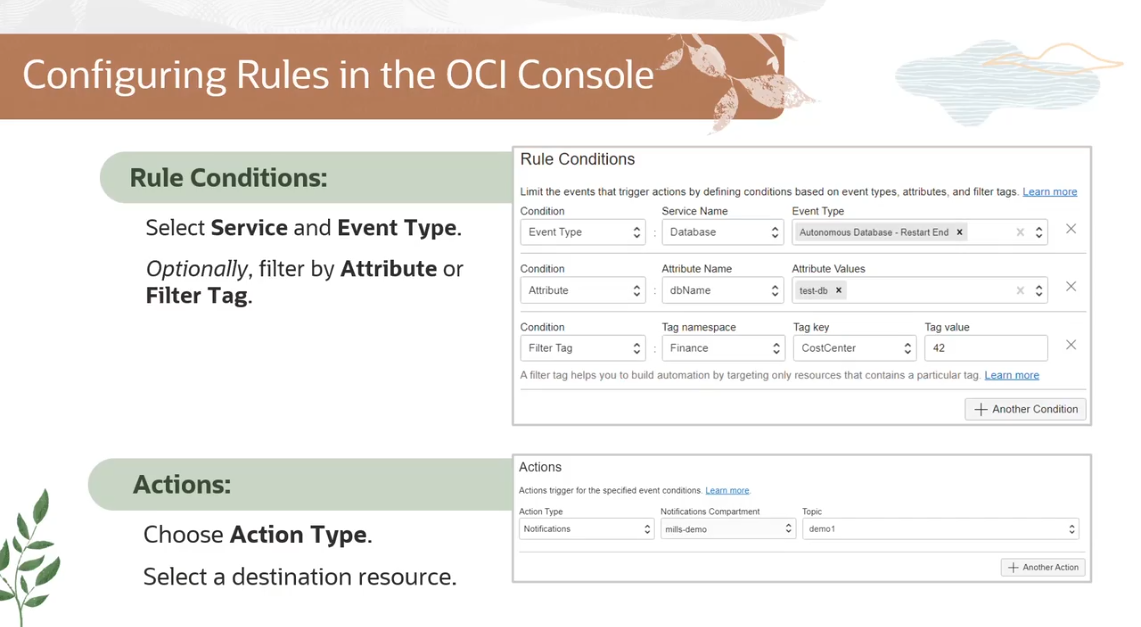 Configuring Rules in the OCI Console
Rule Conditions:
Select Service and Event Type.
Optionally, filter by Attribute or
Filter Tag.
Rule Conditions
Limit the events that trigger actions by defining conditions based on event types, attributes, and filter tags. Learn more
Condition Service Name Event Type
Event Type : Database Autonomous Database - Restart End × ×
Condition Attribute Name Attribute Values
Attribute : dbName test-db × ×
Condition Tag namespace Tag key Tag value
Filter Tag : Finance CostCenter 42
A filter tag helps you to build automation by targeting only resources that contains a particular tag. Learn more
+ Another Condition
Actions:
Choose Action Type.
Select a destination resource.
Actions
Actions trigger for the specified event conditions. Learn more
Action Type Notifications Compartment Topic
Notifications mills-demo demo1
+ Another Action